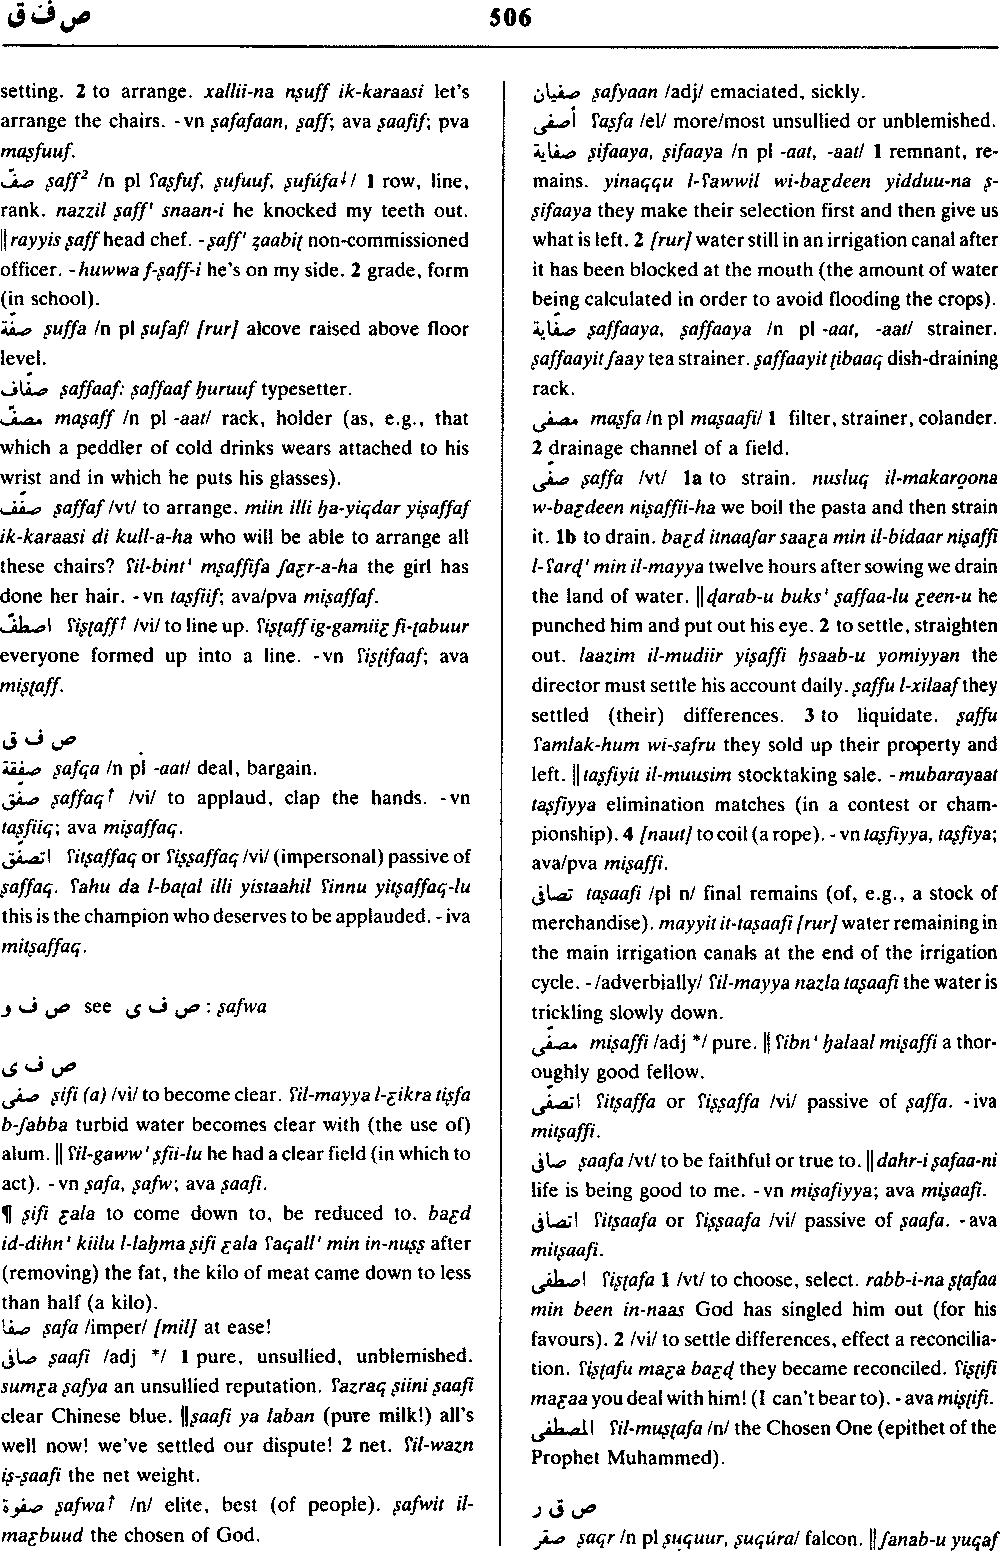 ص ف ق
506
setting. 2 to arrange. xallii-na nṣuff ik-karaasi let's
arrange the chairs. -vn ṣafafaan, ṣaff; ava ṣaafif; pva
maṣfuuf.
صفّ ṣaff² /n pl ʕaṣfuf, ṣufuuf, ṣufúfa↓/ 1 row, line,
rank. nazzil ṣaff' snaan-i he knocked my teeth out.
‖rayyis ṣaff head chef. -ṣaff' ẓaabiṭ non-commissioned
officer. -huwwa f-ṣaff-i he's on my side. 2 grade, form
(in school).
صفّة ṣuffa /n pl ṣufaf/ [rur] alcove raised above floor
level.
صفّاف ṣaffaaf: ṣaffaaf ḥuruuf typesetter.
مصفّ maṣaff /n pl -aat/ rack, holder (as, e.g., that
which a peddler of cold drinks wears attached to his
wrist and in which he puts his glasses).
صفّف ṣaffaf /vt/ to arrange. miin illi ḥa-yiqdar yiṣaffaf
ik-karaasi di kull-a-ha who will be able to arrange all
these chairs? ʕil-bint' mṣaffifa ʃaƹr-a-ha the girl has
done her hair. -vn taṣfiif; ava/pva miṣaffaf.
اصطفّ ʕiṣṭaff↑ /vi/ to line up. ʕiṣṭaff ig-gamiiƹ fi-ṭabuur
everyone formed up into a line. -vn ʕiṣṭifaaf; ava
miṣṭaff.
ص ف ق
صفقة ṣafqa /n pl -aat/ deal, bargain.
صفّق ṣaffaq↑ /vi/ to applaud, clap the hands. -vn
taṣfiiq; ava miṣaffaq.
اتصفّق ʕitṣaffaq or ʕiṣṣaffaq /vi/ (impersonal) passive of
ṣaffaq. ʕahu da l-baṭal illi yistaahil ʕinnu yitṣaffaq-lu
this is the champion who deserves to be applauded. -iva
mitṣaffaq.
ص ف و see ص ف ى : ṣafwa
ص ف ى
صفى ṣifi (a) /vi/ to become clear. ʕil-mayya l-ƹikra tiṣfa
b-ʃabba turbid water becomes clear with (the use of)
alum. ‖ʕil-gaww' ṣfii-lu he had a clear field (in which to
act). -vn ṣafa, ṣafw; ava ṣaafi.
¶ ṣifi ƹala to come down to, be reduced to. baƹd
id-dihn' kiilu l-laḥma ṣifi ƹala ʕaqall' min in-nuṣṣ after
(removing) the fat, the kilo of meat came down to less
than half (a kilo).
صفا ṣafa /imper/ [mil] at ease!
صافى ṣaafi /adj */ 1 pure, unsullied, unblemished.
sumƹa ṣafya an unsullied reputation. ʕazraq ṣiini ṣaafi
clear Chinese blue. ‖ṣaafi ya laban (pure milk!) all's
well now! we've settled our dispute! 2 net. ʕil-wazn
iṣ-ṣaafi the net weight.
صفوة ṣafwa↑ /n/ elite, best (of people). ṣafwit il-
maƹbuud the chosen of God.
صفيان ṣafyaan /adj/ emaciated, sickly.
أصفى ʕaṣfa /el/ more/most unsullied or unblemished.
صفاية ṣifaaya, ṣifaaya /n pl -aat, -aat/ 1 remnant, re-
mains. yinaqqu l-ʕawwil wi-baƹdeen yidduu-na ṣ-
ṣifaaya they make their selection first and then give us
what is left. 2 [rur] water still in an irrigation canal after
it has been blocked at the mouth (the amount of water
being calculated in order to avoid flooding the crops).
صفّاية ṣaffaaya, ṣaffaaya /n pl -aat, -aat/ strainer.
ṣaffaayit ʃaay tea strainer. ṣaffaayit ṭibaaq dish-draining
rack.
مصفى maṣfa /n pl maṣaafi/ 1 filter, strainer, colander.
2 drainage channel of a field.
صفّى ṣaffa /vt/ 1a to strain. nusluq il-makaroona
w-baƹdeen niṣaffii-ha we boil the pasta and then strain
it. 1b to drain. baƹd itnaaʃar saaƹa min il-bidaar niṣaffi
l-ʕarḍ' min il-mayya twelve hours after sowing we drain
the land of water. ‖ḍarab-u buks' ṣaffaa-lu ƹeen-u he
punched him and put out his eye. 2 to settle, straighten
out. laazim il-mudiir yiṣaffi ḥsaab-u yomiyyan the
director must settle his account daily. ṣaffu l-xilaaf they
settled (their) differences. 3 to liquidate. ṣaffu
ʕamlak-hum wi-safru they sold up their property and
left. ‖taṣfiyit il-muusim stocktaking sale. -mubarayaat
taṣfiyya elimination matches (in a contest or cham-
pionship). 4 [naut] to coil (a rope). -vn taṣfiyya, taṣfiya;
ava/pva miṣaffi.
تصافى taṣaafi /pl n/ final remains (of, e.g., a stock of
merchandise). mayyit it-taṣaafi [rur] water remaining in
the main irrigation canals at the end of the irrigation
cycle. -/adverbially/ ʕil-mayya nazla taṣaafi the water is
trickling slowly down.
مصفّى miṣaffi /adj */ pure. ‖ʕibn' ḥalaal miṣaffi a thor-
oughly good fellow.
اتصفّى ʕitṣaffa or ʕiṣṣaffa /vi/ passive of ṣaffa. -iva
mitṣaffi.
صافى ṣaafa /vt/ to be faithful or true to. ‖dahr-i ṣafaa-ni
life is being good to me. -vn miṣafiyya; ava miṣaafi.
اتصافى ʕitṣaafa or ʕiṣṣaafa /vi/ passive of ṣaafa. -ava
mitṣaafi.
اصطفى ʕiṣṭafa 1 /vt/ to choose, select. rabb-i-na ṣṭafaa
min been in-naas God has singled him out (for his
favours). 2 /vi/ to settle differences, effect a reconcilia-
tion. ʕiṣṭafu maƹa baƹḍ they became reconciled. ʕiṣṭifi
maƹaa you deal with him! (I can't bear to). -ava miṣṭifi.
المصطفى ʕil-muṣṭafa /n/ the Chosen One (epithet of the
Prophet Muhammed).
ص ق ر
صقر ṣaqr /n pl ṣuquur, ṣuqúra/ falcon. ‖ʃanab-u yuqaf